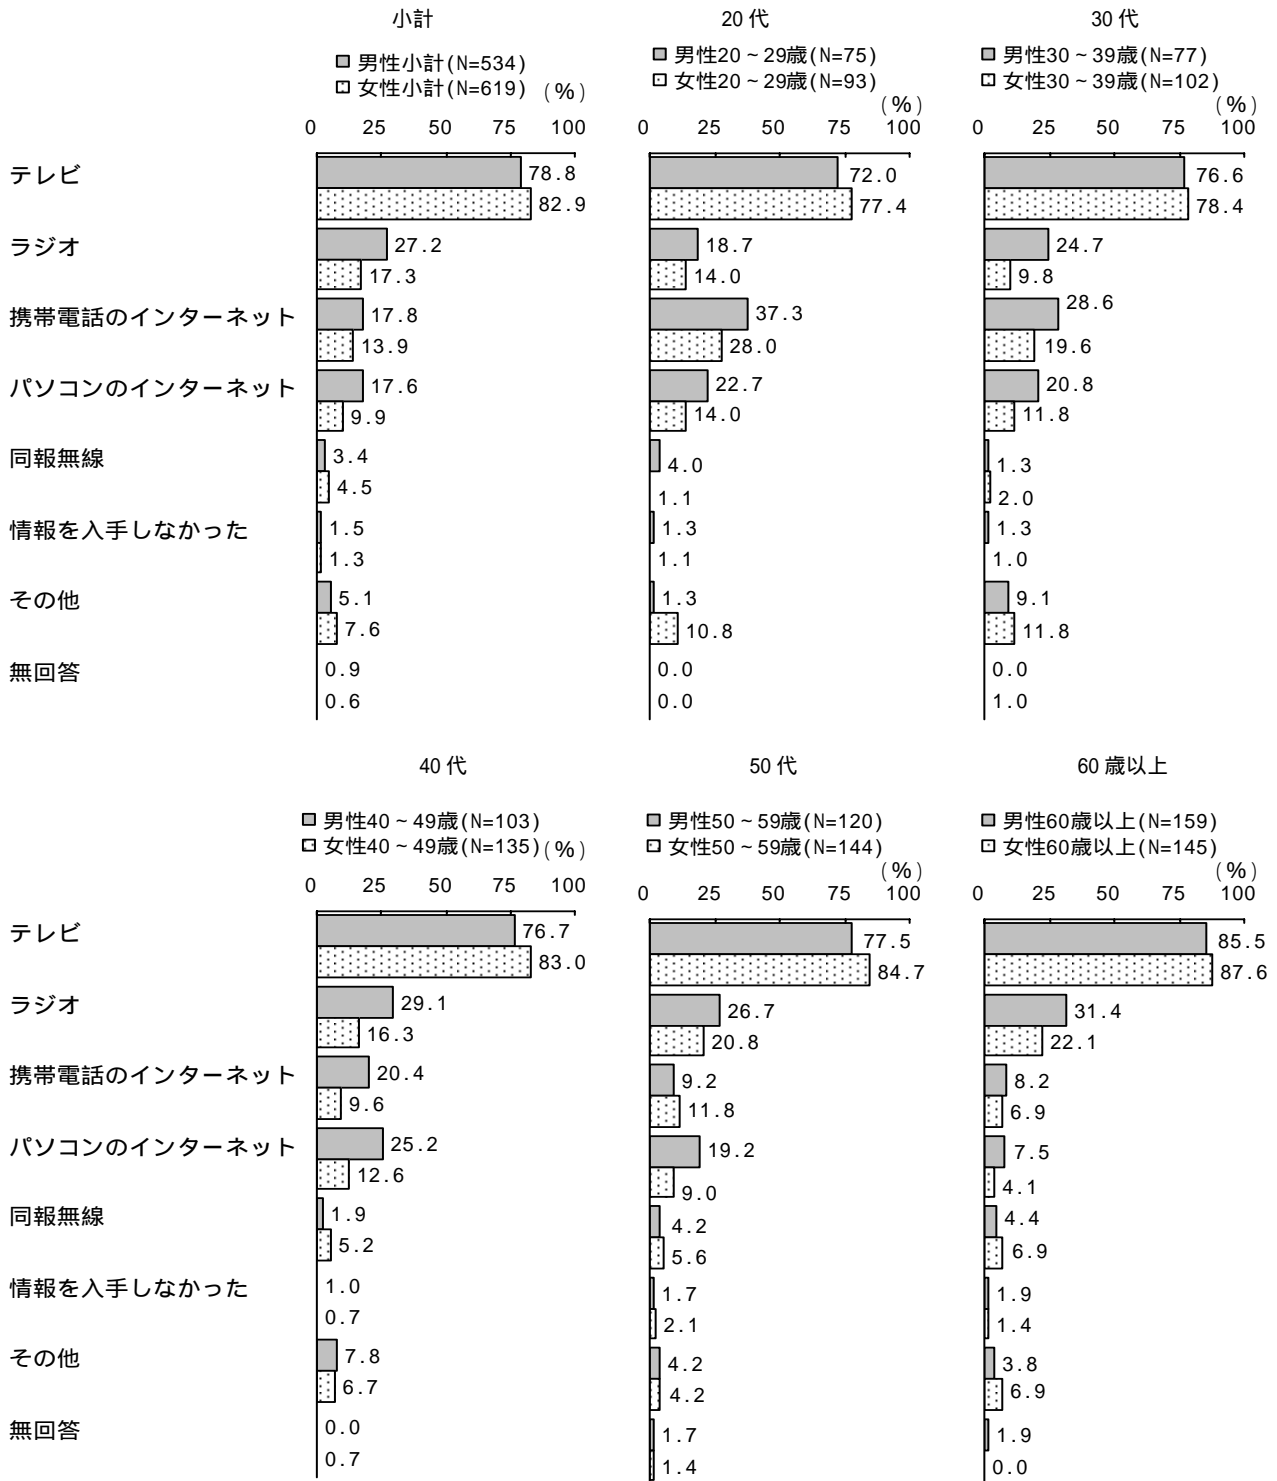 小計
20 代
30 代
■ 男性小計(N=534)
□ 女性小計(N=619)
(%)
■ 男性20～29歳(N=75)
□ 女性20～29歳(N=93)
(%)
■ 男性30～39歳(N=77)
□ 女性30～39歳(N=102)
(%)
0 25 50 75 100
0 25 50 75 100
0 25 50 75 100
テレビ
78.8 72.0 76.6
82.9 77.4 78.4
ラジオ
27.2 18.7 24.7
17.3 14.0 9.8
携帯電話のインターネット
17.8 37.3 28.6
13.9 28.0 19.6
パソコンのインターネット
17.6 22.7 20.8
9.9 14.0 11.8
同報無線
3.4 4.0 1.3
4.5 1.1 2.0
情報を入手しなかった
1.5 1.3 1.3
1.3 1.1 1.0
その他
5.1 1.3 9.1
7.6 10.8 11.8
無回答
0.9 0.0 0.0
0.6 0.0 1.0
40 代
50 代
60 歳以上
■ 男性40～49歳(N=103)
□ 女性40～49歳(N=135)
(%)
■ 男性50～59歳(N=120)
□ 女性50～59歳(N=144)
(%)
■ 男性60歳以上(N=159)
□ 女性60歳以上(N=145)
(%)
0 25 50 75 100
0 25 50 75 100
0 25 50 75 100
テレビ
76.7 77.5 85.5
83.0 84.7 87.6
ラジオ
29.1 26.7 31.4
16.3 20.8 22.1
携帯電話のインターネット
20.4 9.2 8.2
9.6 11.8 6.9
パソコンのインターネット
25.2 19.2 7.5
12.6 9.0 4.1
同報無線
1.9 4.2 4.4
5.2 5.6 6.9
情報を入手しなかった
1.0 1.7 1.9
0.7 2.1 1.4
その他
7.8 4.2 3.8
6.7 4.2 6.9
無回答
0.0 1.7 1.9
0.7 1.4 0.0